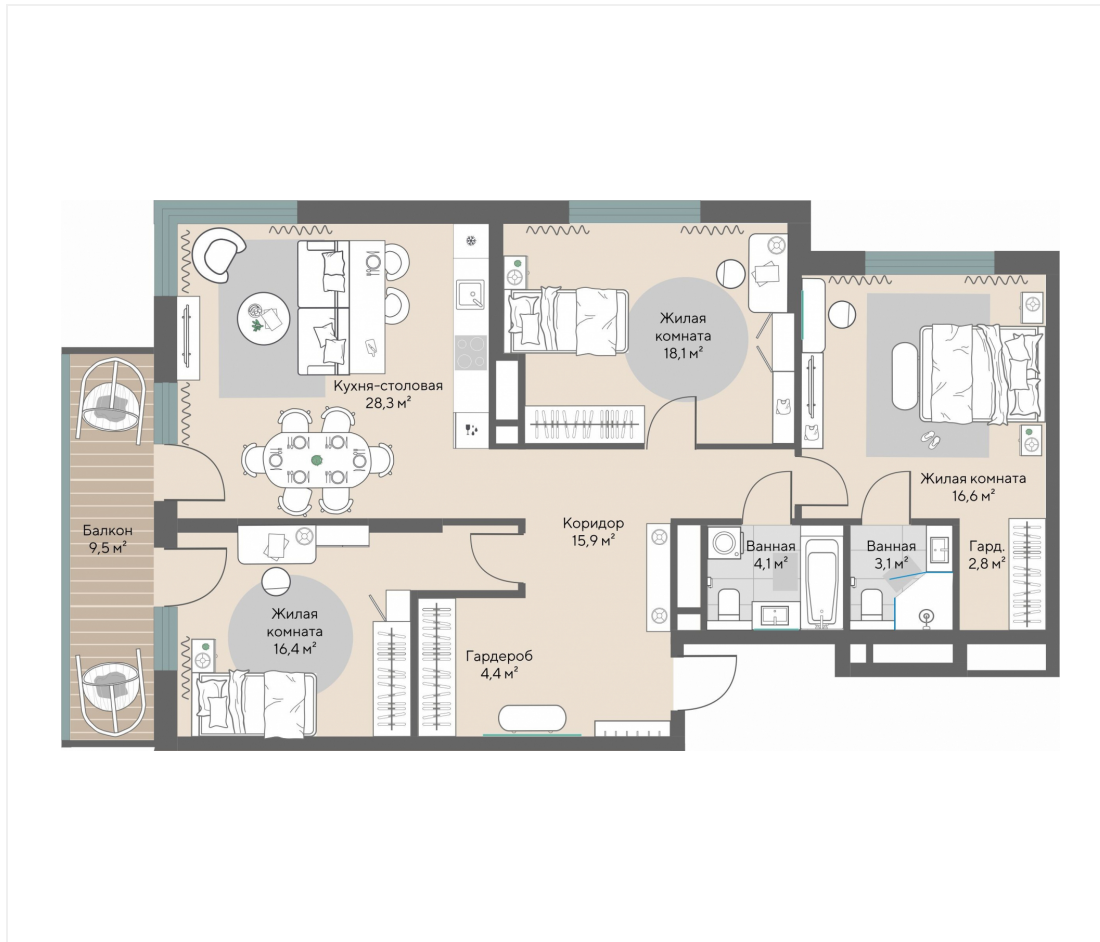 Жилая
комната
18,1 м²
Кухня-столовая
28,3 м²
Жилая комната
16,6 м²
Балкон
9,5 м²
Коридор
15,9 м²
Ванная
4,1 м²
Ванная
3,1 м²
Гард.
2,8 м²
Жилая
комната
16,4 м²
Гардероб
4,4 м²